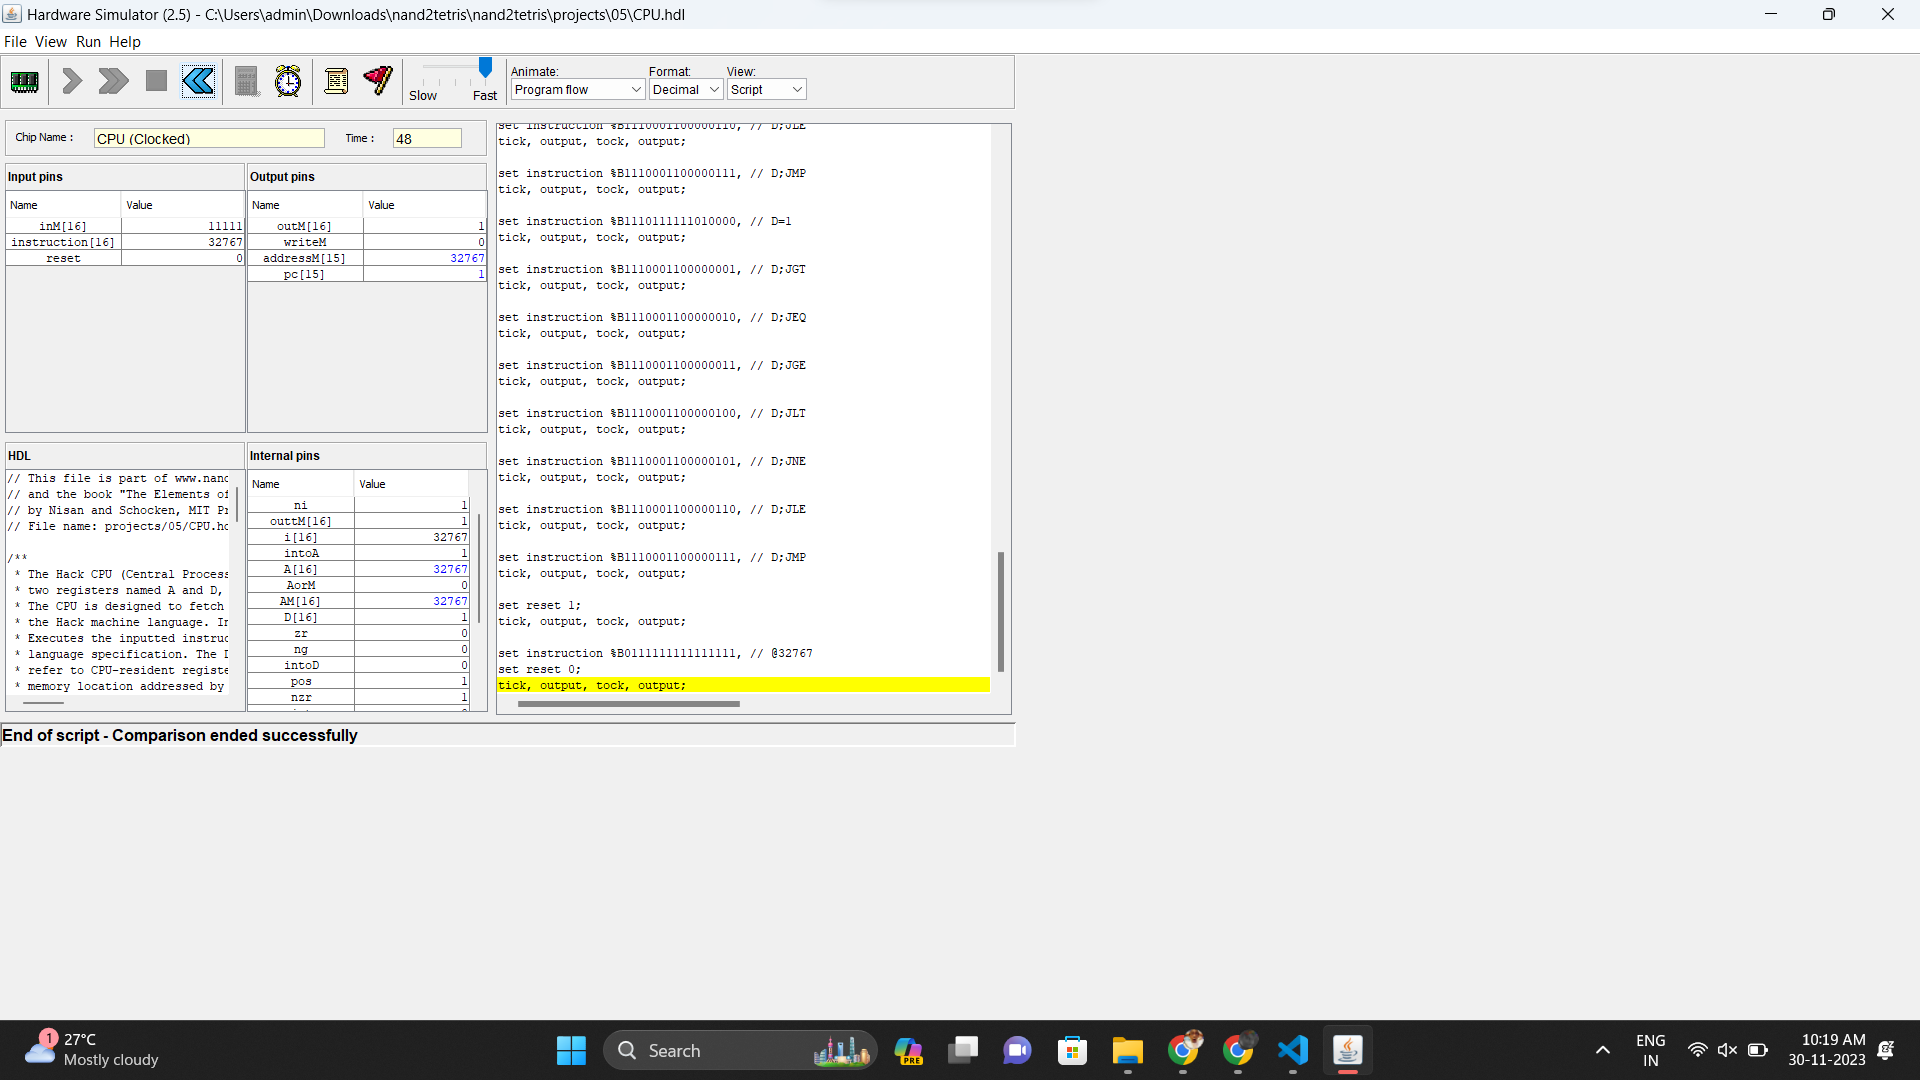 Hardware Simulator (2.5) - C:\Users\admin\Downloads\nand2tetris\nand2tetris\projects\05\CPU.hdl
File View Run Help
Slow Fast
Animate: Format: View:
Program flow Decimal Script
Chip Name : CPU (Clocked) Time : 48
Input pins
Name Value
inM[16] 11111
instruction[16] 32767
reset 0
Output pins
Name Value
outM[16] 1
writeM 0
addressM[15] 32767
pc[15] 1
HDL
// This file is part of www.nand
// and the book "The Elements of
// by Nisan and Schocken, MIT Pr
// File name: projects/05/CPU.hd
/**
* The Hack CPU (Central Process
* two registers named A and D,
* The CPU is designed to fetch
* the Hack machine language. In
* Executes the inputted instruc
* language specification. The D
* refer to CPU-resident registe
* memory location addressed by
Internal pins
Name Value
ni 1
outtM[16] 1
i[16] 32767
intoA 1
A[16] 32767
AorM 0
AM[16] 32767
D[16] 1
zr 0
ng 0
intoD 0
pos 1
nzr 1
set instruction %B1110001100000110, // D;JLE
tick, output, tock, output;
set instruction %B1110001100000111, // D;JMP
tick, output, tock, output;
set instruction %B1110111111010000, // D=1
tick, output, tock, output;
set instruction %B1110001100000001, // D;JGT
tick, output, tock, output;
set instruction %B1110001100000010, // D;JEQ
tick, output, tock, output;
set instruction %B1110001100000011, // D;JGE
tick, output, tock, output;
set instruction %B1110001100000100, // D;JLT
tick, output, tock, output;
set instruction %B1110001100000101, // D;JNE
tick, output, tock, output;
set instruction %B1110001100000110, // D;JLE
tick, output, tock, output;
set instruction %B1110001100000111, // D;JMP
tick, output, tock, output;
set reset 1;
tick, output, tock, output;
set instruction %B0111111111111111, // @32767
set reset 0;
tick, output, tock, output;
End of script - Comparison ended successfully
1
27°C
Mostly cloudy
Search
PRE
ENG
IN
10:19 AM
30-11-2023